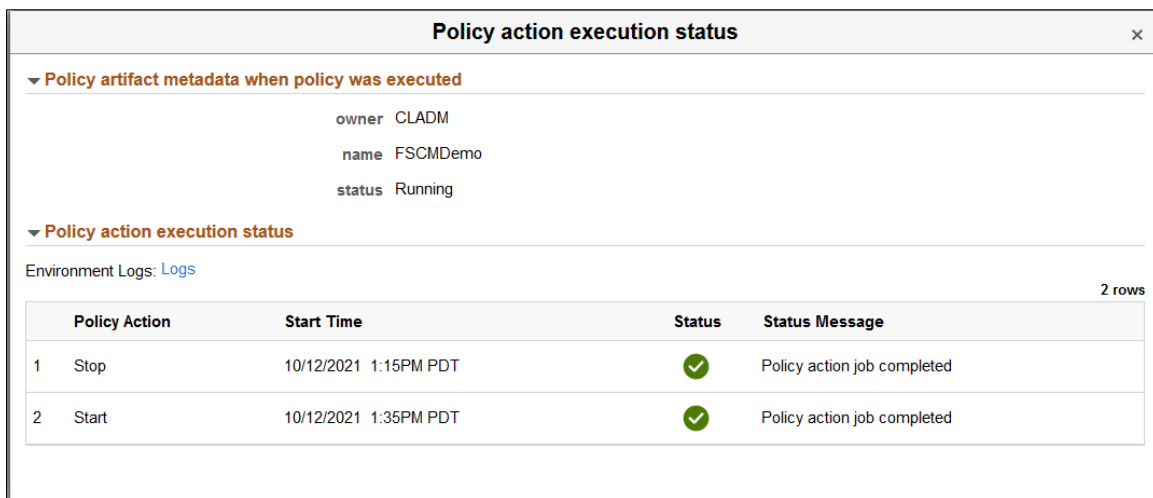 Policy action execution status ×
Policy artifact metadata when policy was executed
owner CLADM
name FSCMDemo
status Running
Policy action execution status
Environment Logs: Logs
2 rows
Policy Action Start Time Status Status Message
1 Stop 10/12/2021 1:15PM PDT Policy action job completed
2 Start 10/12/2021 1:35PM PDT Policy action job completed